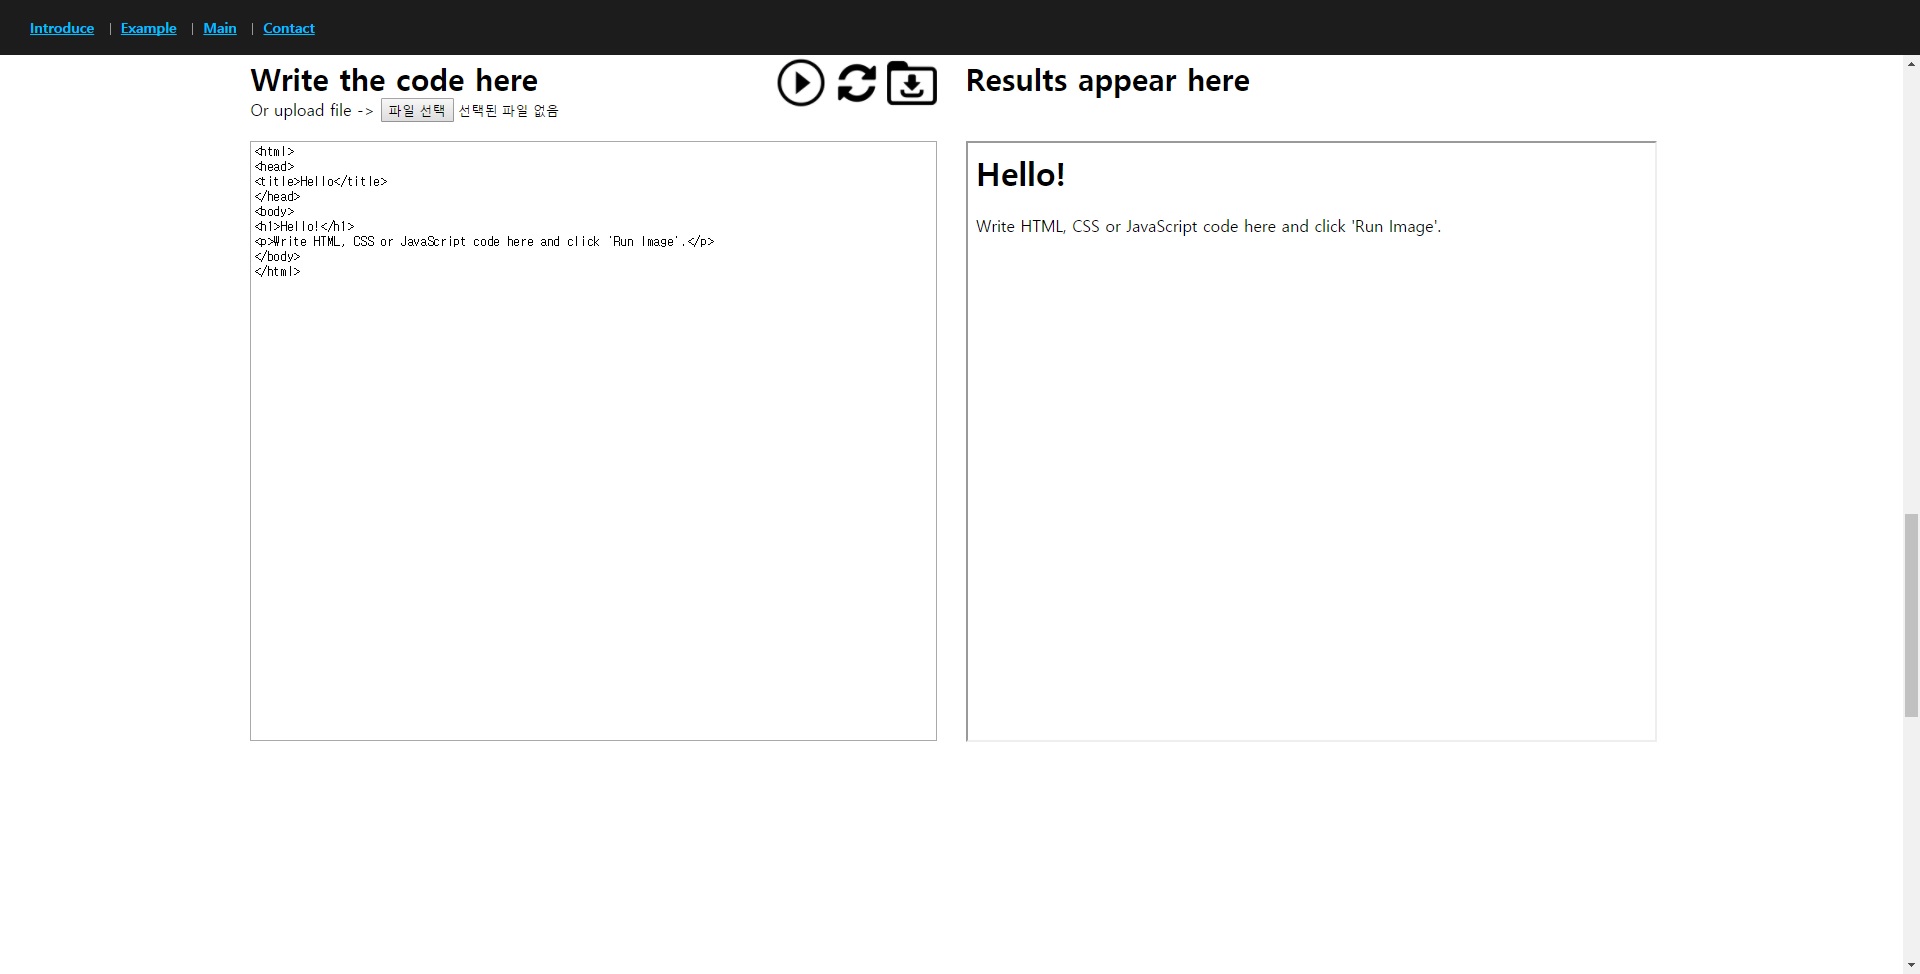 Introduce | Example | Main | Contact
Write the code here
Or upload file -> 파일 선택 선택된 파일 없음
<html>
<head>
<title>Hello</title>
</head>
<body>
<h1>Hello!</h1>
<p>Write HTML, CSS or JavaScript code here and click 'Run Image'.</p>
</body>
</html>
Results appear here
Hello!
Write HTML, CSS or JavaScript code here and click 'Run Image'.